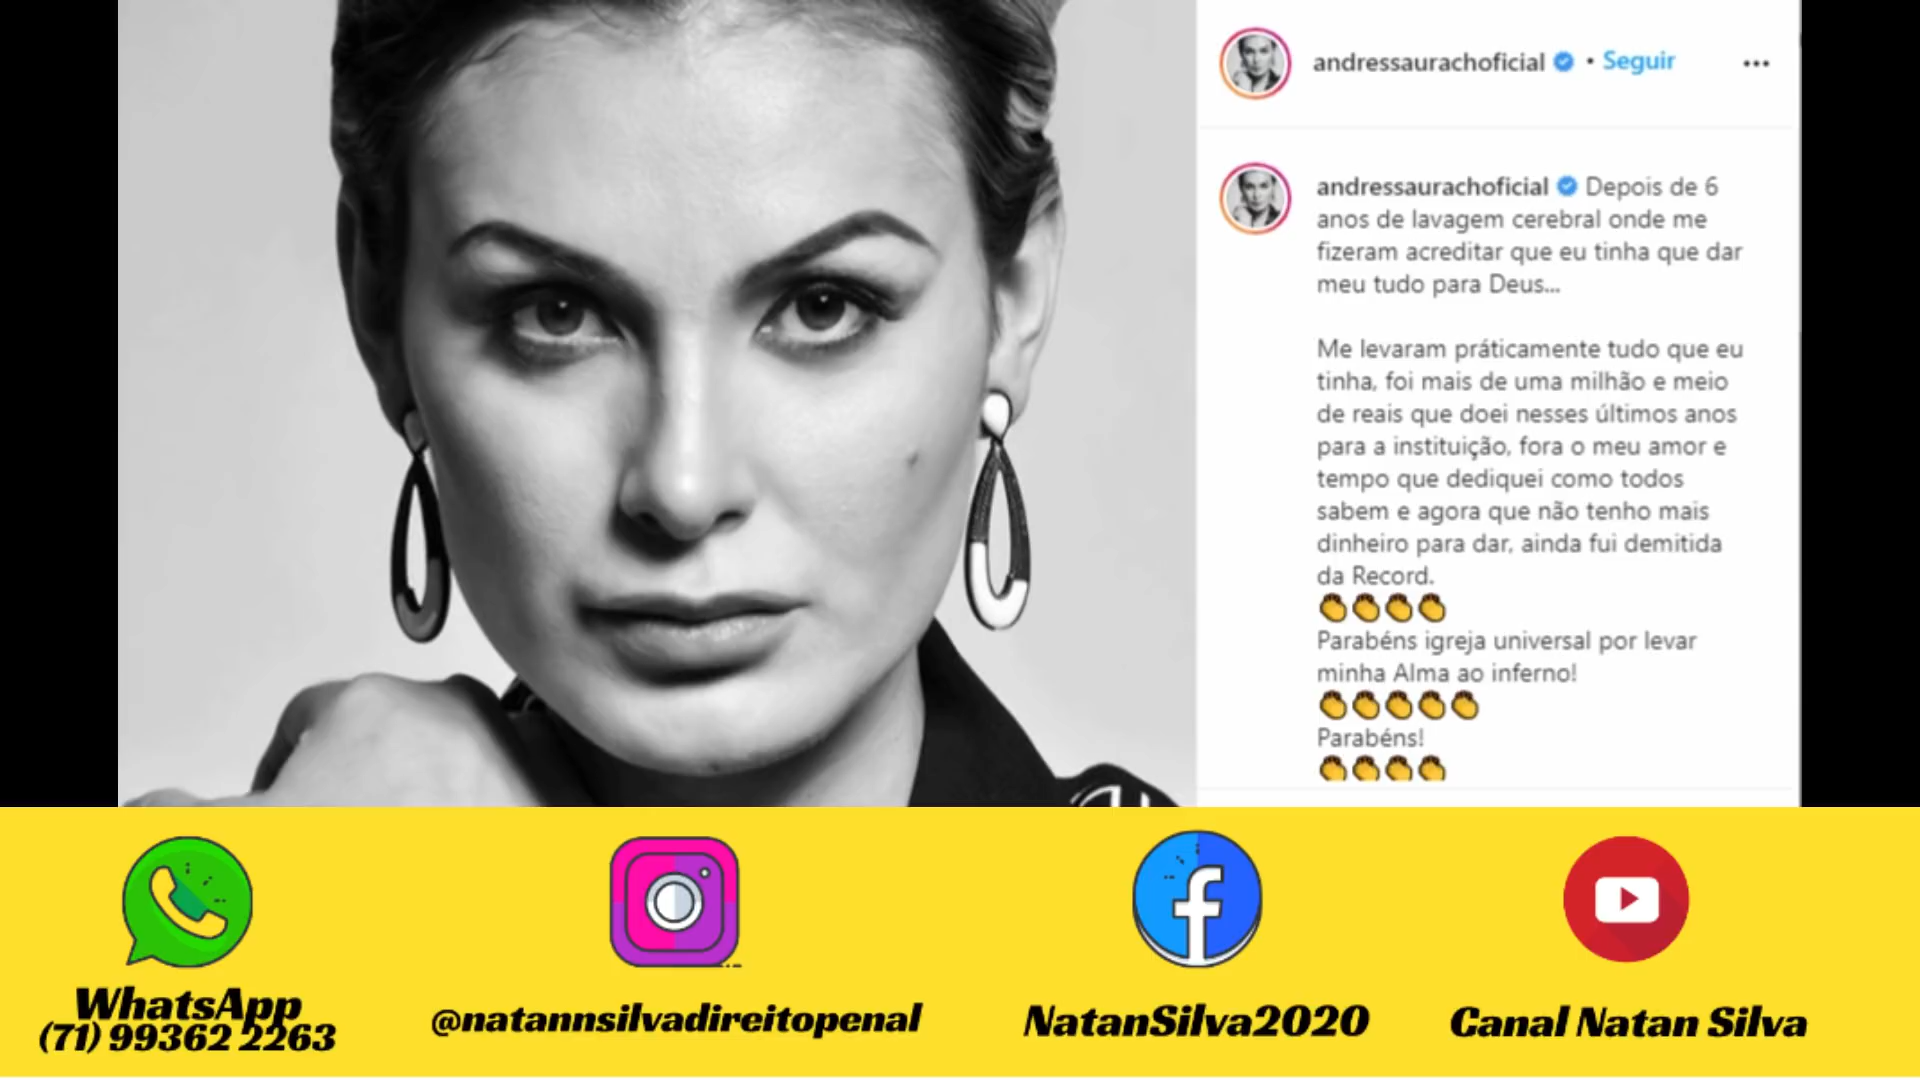 andressaurachoficial • Seguir
andressaurachoficial Depois de 6
anos de lavagem cerebral onde me
fizeram acreditar que eu tinha que dar
meu tudo para Deus...
Me levaram práticamente tudo que eu
tinha, foi mais de uma milhão e meio
de reais que doei nesses últimos anos
para a instituição, fora o meu amor e
tempo que dediquei como todos
sabem e agora que não tenho mais
dinheiro para dar, ainda fui demitida
da Record.
👏👏👏👏
Parabéns igreja universal por levar
minha Alma ao inferno!
👏👏👏👏👏
Parabéns!
👏👏👏👏
WhatsApp
(71) 99362 2263
@natannsilvadireitopenal
NatanSilva2020
Canal Natan Silva